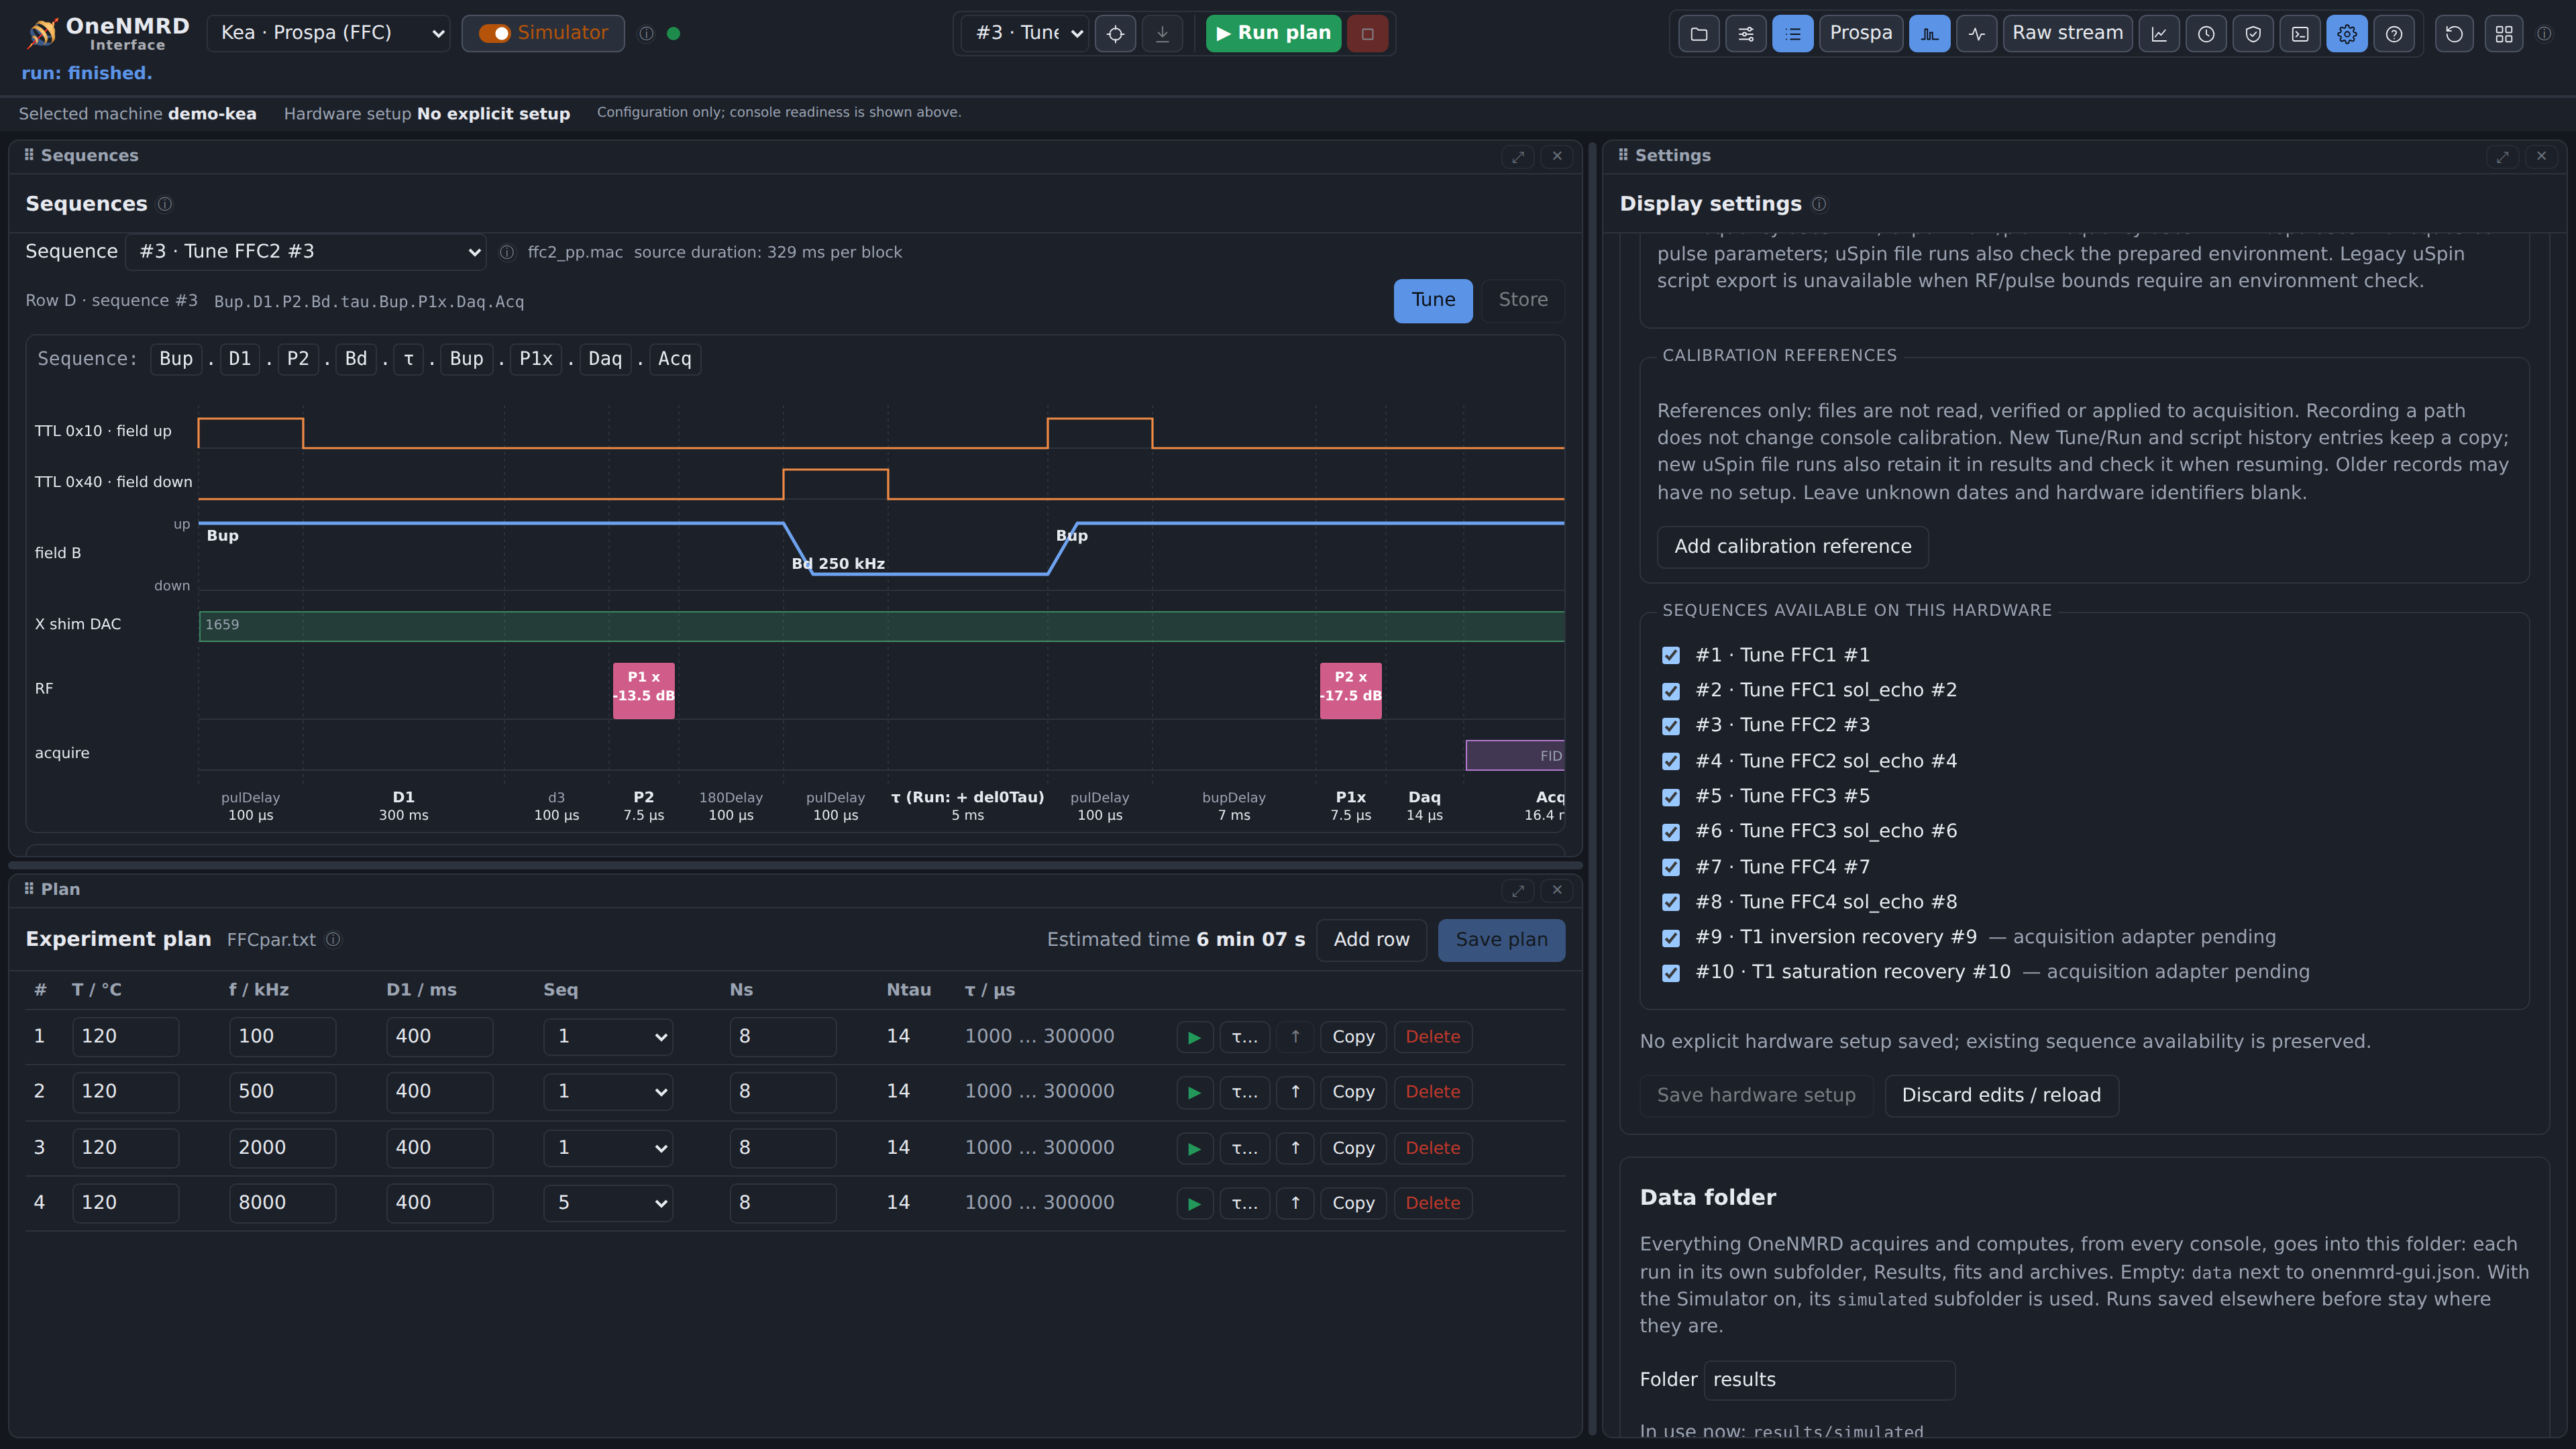 OneNMRD
Interface
Kea · Prospa (FFC)
Simulator
#3 · Tune
Run plan
Prospa
Raw stream
run: finished.
Selected machine demo-kea Hardware setup No explicit setup Configuration only; console readiness is shown above.
Sequences
Sequences
Sequence #3 · Tune FFC2 #3 ffc2_pp.mac source duration: 329 ms per block
Row D · sequence #3 Bup.D1.P2.Bd.tau.Bup.P1x.Daq.Acq
Tune
Store
Sequence: Bup . D1 . P2 . Bd . τ . Bup . P1x . Daq . Acq
TTL 0x10 · field up
TTL 0x40 · field down
up
field B
down
Bup
Bd 250 kHz
Bup
X shim DAC
1659
RF
P1 x
-13.5 dB
P2 x
-17.5 dB
acquire
FID
pulDelay D1 d3 P2 180Delay pulDelay τ (Run: + del0Tau) pulDelay bupDelay P1x Daq Acq
100 µs 300 ms 100 µs 7.5 µs 100 µs 100 µs 5 ms 100 µs 7 ms 7.5 µs 14 µs 16.4
Plan
Experiment plan FFCpar.txt
Estimated time 6 min 07 s
Add row
Save plan
# T / °C f / kHz D1 / ms Seq Ns Ntau τ / µs
1 120 100 400 1 8 14 1000 … 300000 τ… ↑ Copy Delete
2 120 500 400 1 8 14 1000 … 300000 τ… ↑ Copy Delete
3 120 2000 400 1 8 14 1000 … 300000 τ… ↑ Copy Delete
4 120 8000 400 5 8 14 1000 … 300000 τ… ↑ Copy Delete
Settings
Display settings
pulse parameters; uSpin file runs also check the prepared environment. Legacy uSpin
script export is unavailable when RF/pulse bounds require an environment check.
CALIBRATION REFERENCES
References only: files are not read, verified or applied to acquisition. Recording a path
does not change console calibration. New Tune/Run and script history entries keep a copy;
new uSpin file runs also retain it in results and check it when resuming. Older records may
have no setup. Leave unknown dates and hardware identifiers blank.
Add calibration reference
SEQUENCES AVAILABLE ON THIS HARDWARE
#1 · Tune FFC1 #1
#2 · Tune FFC1 sol_echo #2
#3 · Tune FFC2 #3
#4 · Tune FFC2 sol_echo #4
#5 · Tune FFC3 #5
#6 · Tune FFC3 sol_echo #6
#7 · Tune FFC4 #7
#8 · Tune FFC4 sol_echo #8
#9 · T1 inversion recovery #9 — acquisition adapter pending
#10 · T1 saturation recovery #10 — acquisition adapter pending
No explicit hardware setup saved; existing sequence availability is preserved.
Save hardware setup
Discard edits / reload
Data folder
Everything OneNMRD acquires and computes, from every console, goes into this folder: each
run in its own subfolder, Results, fits and archives. Empty: data next to onenmrd-gui.json. With
the Simulator on, its simulated subfolder is used. Runs saved elsewhere before stay where
they are.
Folder results
In use now: results/simulated